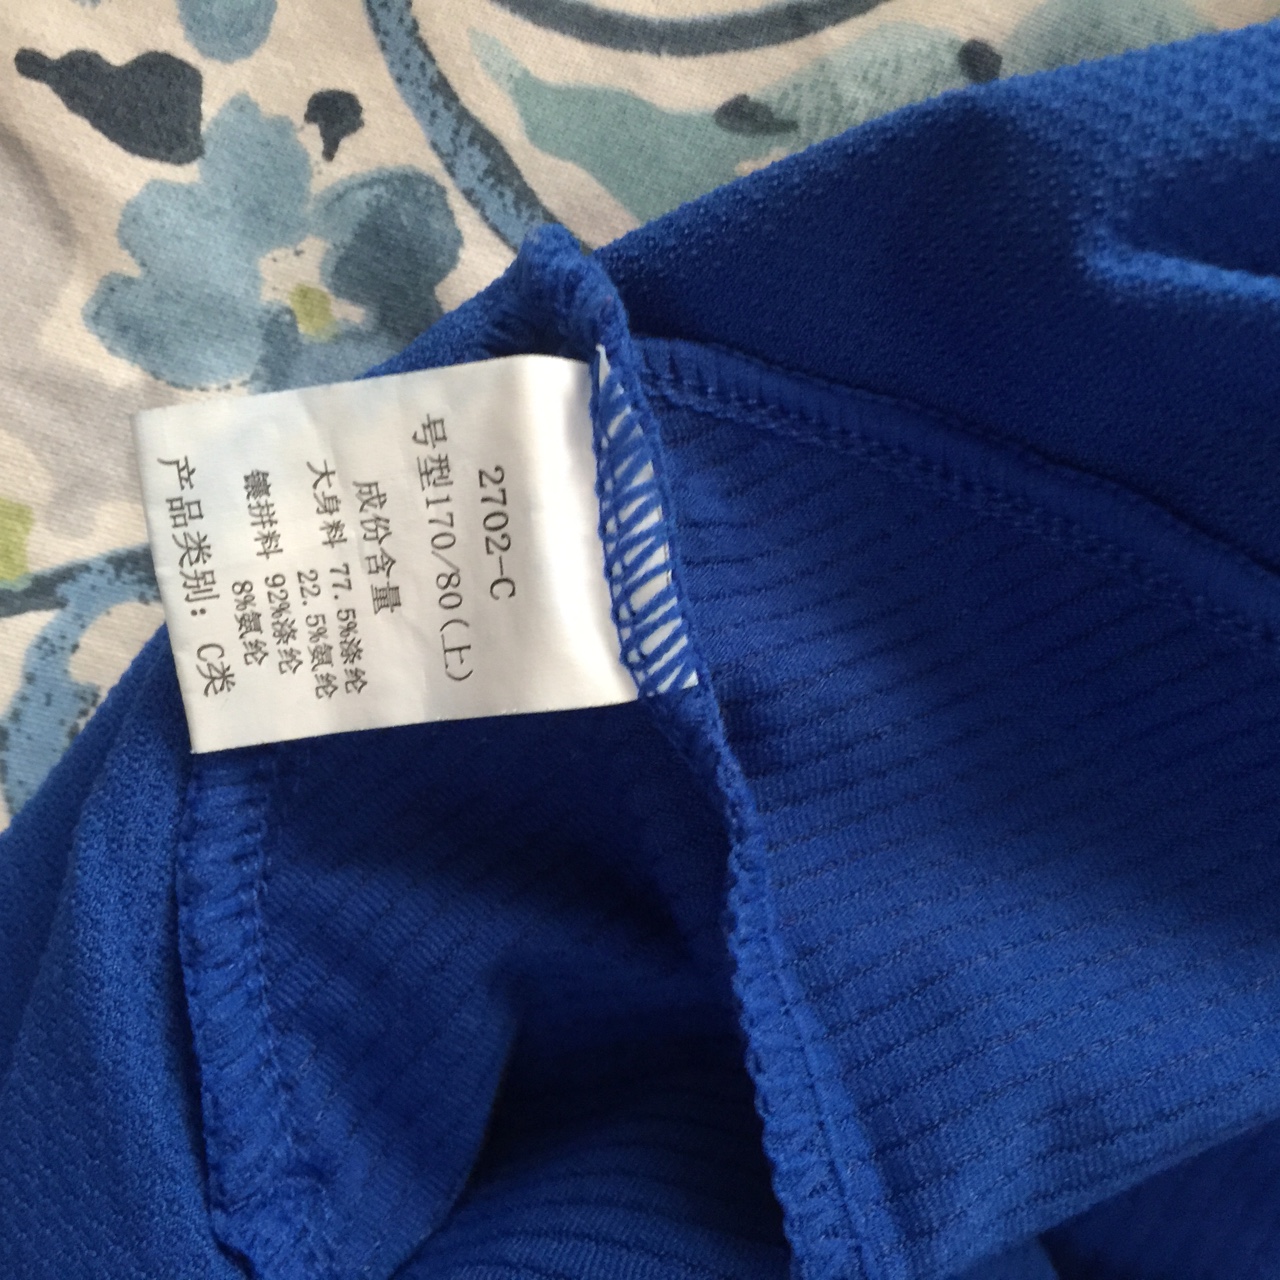 2702-C
号型170/80(上)
成份含量
大身料 77.5%涤纶
22.5%氨纶
镶拼料 92%涤纶
8%氨纶
产品类别：C类